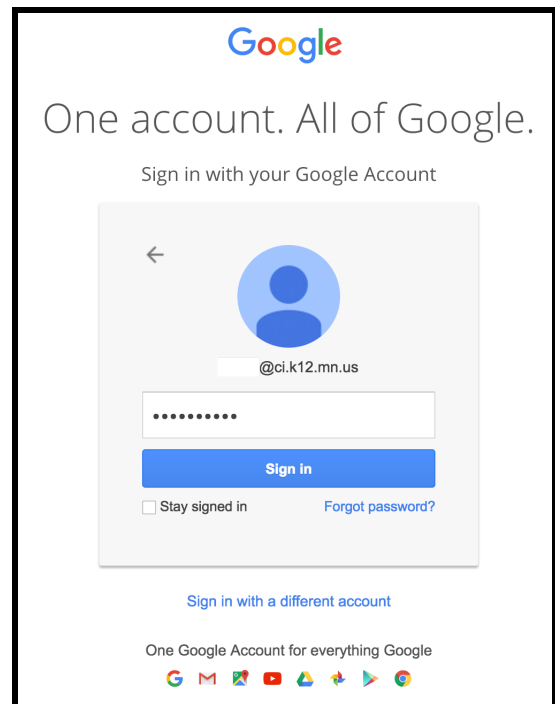 Google
One account. All of Google.
Sign in with your Google Account
@ci.k12.mn.us
••••••••••
Sign in
Stay signed in Forgot password?
Sign in with a different account
One Google Account for everything Google